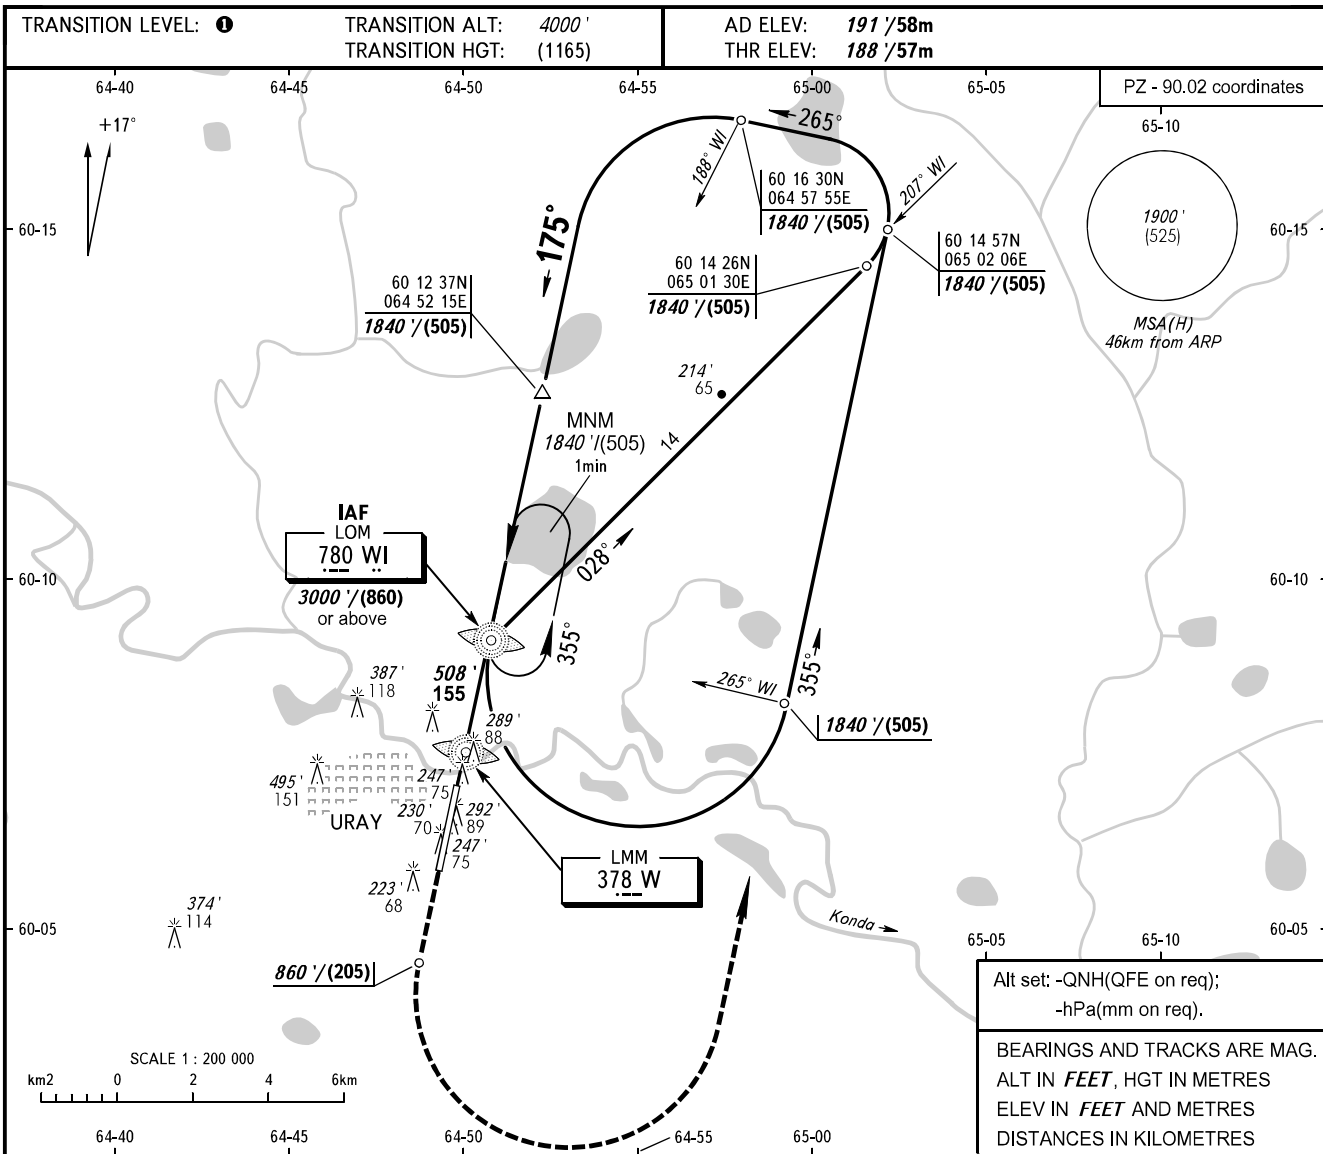 TRANSITION LEVEL: ❶
TRANSITION ALT: 4000 '
TRANSITION HGT: (1165)
AD ELEV: 191 '/58m
THR ELEV: 188 '/57m
64-40 64-45 64-50 64-55 65-00 65-05
PZ - 90.02 coordinates
65-10
+17°
265°
188° WI
207° WI
60 16 30N
064 57 55E
1840 '/(505)
1900 '
(525)
60-15
60-15
175°
60 14 57N
065 02 06E
1840 '/(505)
60 14 26N
065 01 30E
1840 '/(505)
60 12 37N
064 52 15E
1840 '/(505)
MSA(H)
46km from ARP
214 '
65
MNM
1840 '/(505)
1min
14
IAF
LOM
780 WI
3000 '/(860)
or above
028°
60-10
60-10
355°
355°
387 '
118
508 '
155
265° WI
1840 '/(505)
289 '
88
495 '
151
247 '
75
URAY
230 '
70
292 '
89
247 '
75
LMM
378 W
223 '
68
374 '
114
Konda
60-05
65-05 65-10
60-05
860 '/(205)
Alt set: -QNH(QFE on req);
-hPa(mm on req).
SCALE 1 : 200 000
km2 0 2 4 6km
BEARINGS AND TRACKS ARE MAG.
ALT IN FEET, HGT IN METRES
ELEV IN FEET AND METRES
DISTANCES IN KILOMETRES
64-40 64-45 64-50 64-55 65-00